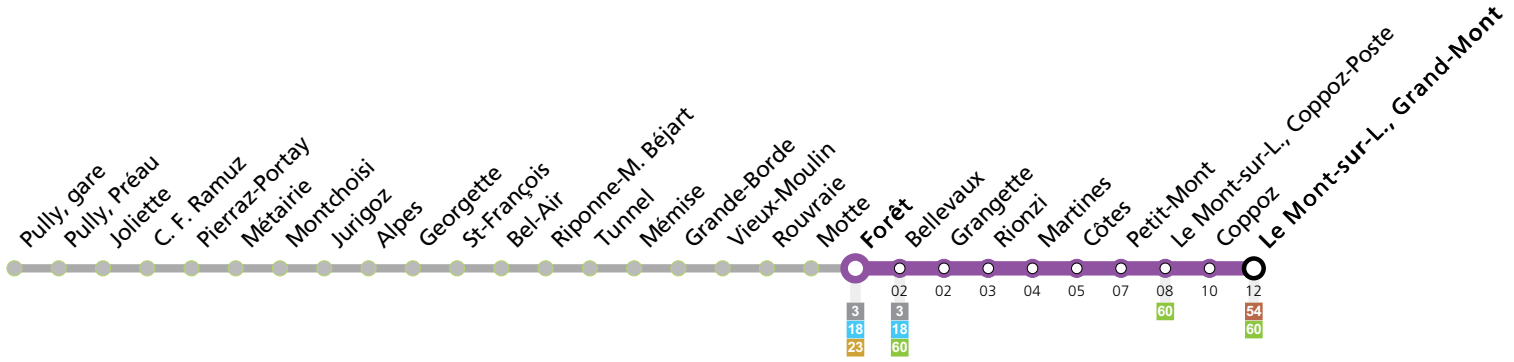 Pully, gare
Pully, Préau
Joliette
C. F. Ramuz
Pierraz-Portay
Métairie
Montchoisi
Jurigoz
Alpes
Georgette
St-François
Bel-Air
Riponne-M. Béjart
Tunnel
Mémise
Grande-Borde
Vieux-Moulin
Rouvraie
Motte
Forêt
Bellevaux
Grangette
Rionzi
Martines
Côtes
Petit-Mont
Le Mont-sur-L., Coppoz-Poste
Coppoz
Le Mont-sur-L., Grand-Mont
02 02 03 04 05 07 08 10 12
3 3 60 54
18 18 60
23 60